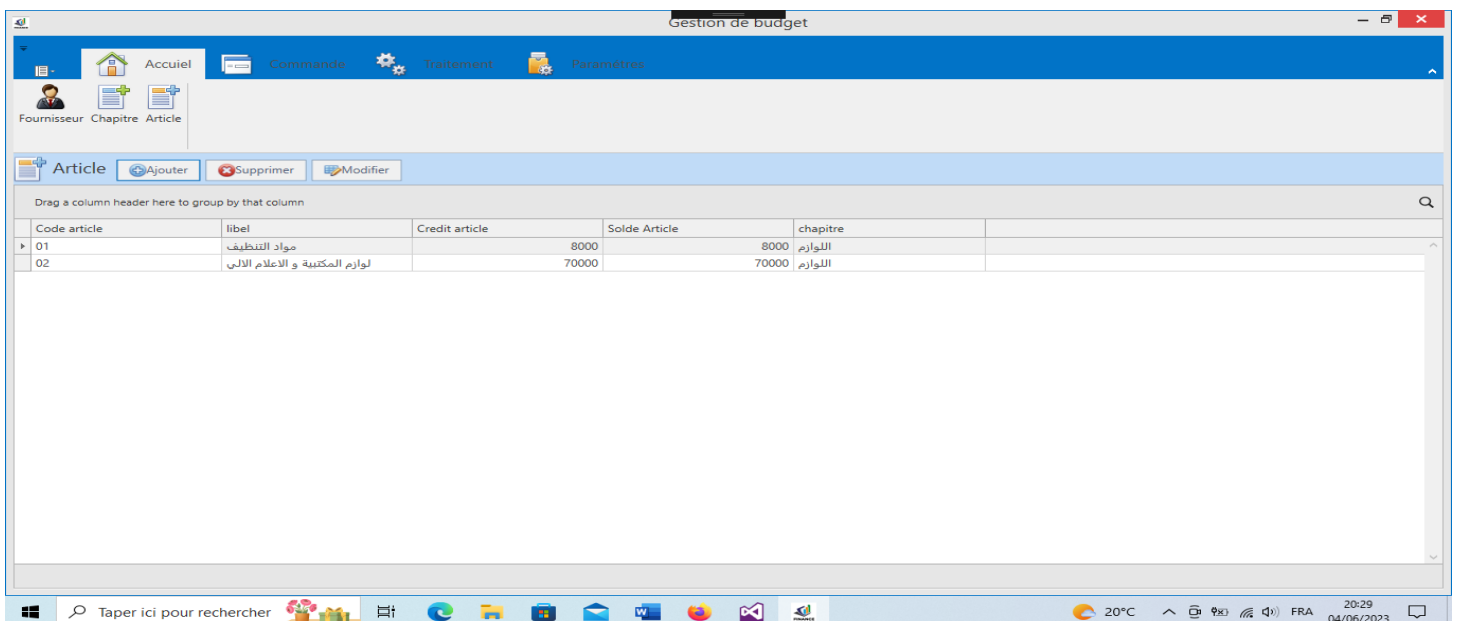 Gestion de budget
Accuiel Commande Traitement Paramètres
Fournisseur Chapitre Article
Article Ajouter Supprimer Modifier
Drag a column header here to group by that column
Code article libel Credit article Solde Article chapitre
01 مواد التنظيف 8000 8000 اللوازم
02 لوازم المكتبية و الاعلام الالي 70000 70000 اللوازم
Taper ici pour rechercher FINANCE 20°C FRA 20:29
04/06/2023